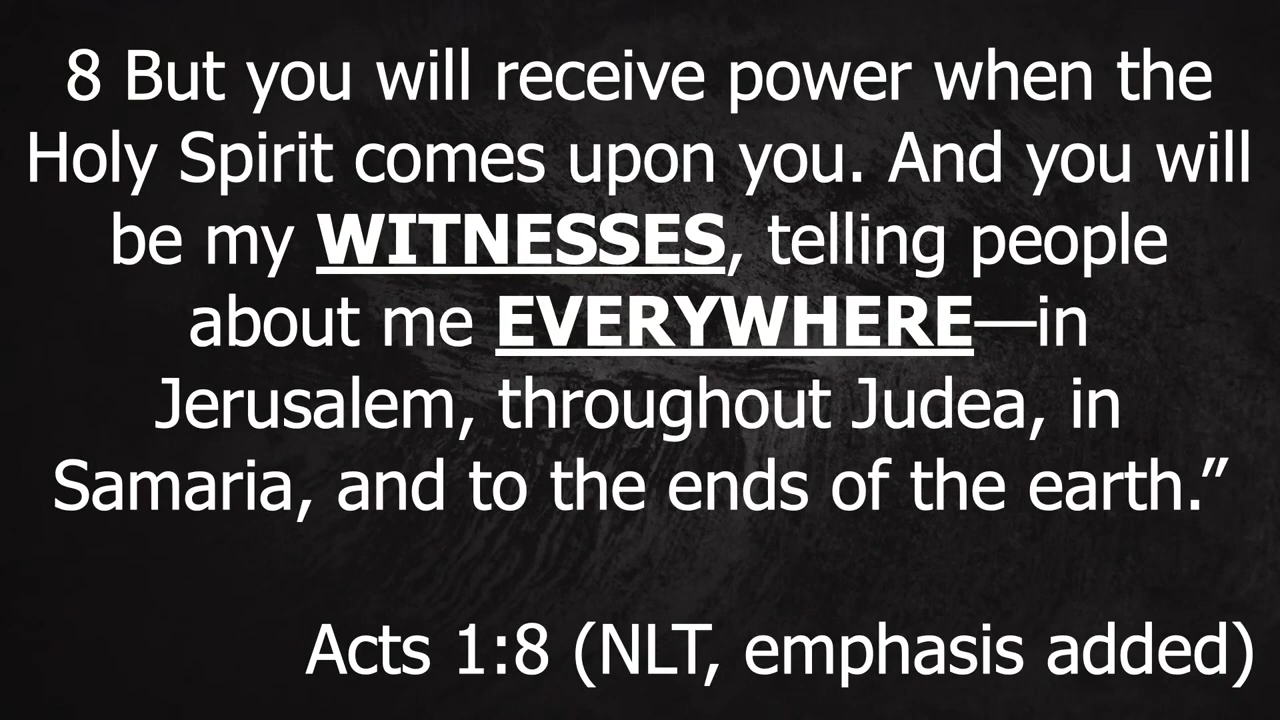 8 But you will receive power when the
Holy Spirit comes upon you. And you will
be my WITNESSES, telling people
about me EVERYWHERE—in
Jerusalem, throughout Judea, in
Samaria, and to the ends of the earth.”
Acts 1:8 (NLT, emphasis added)